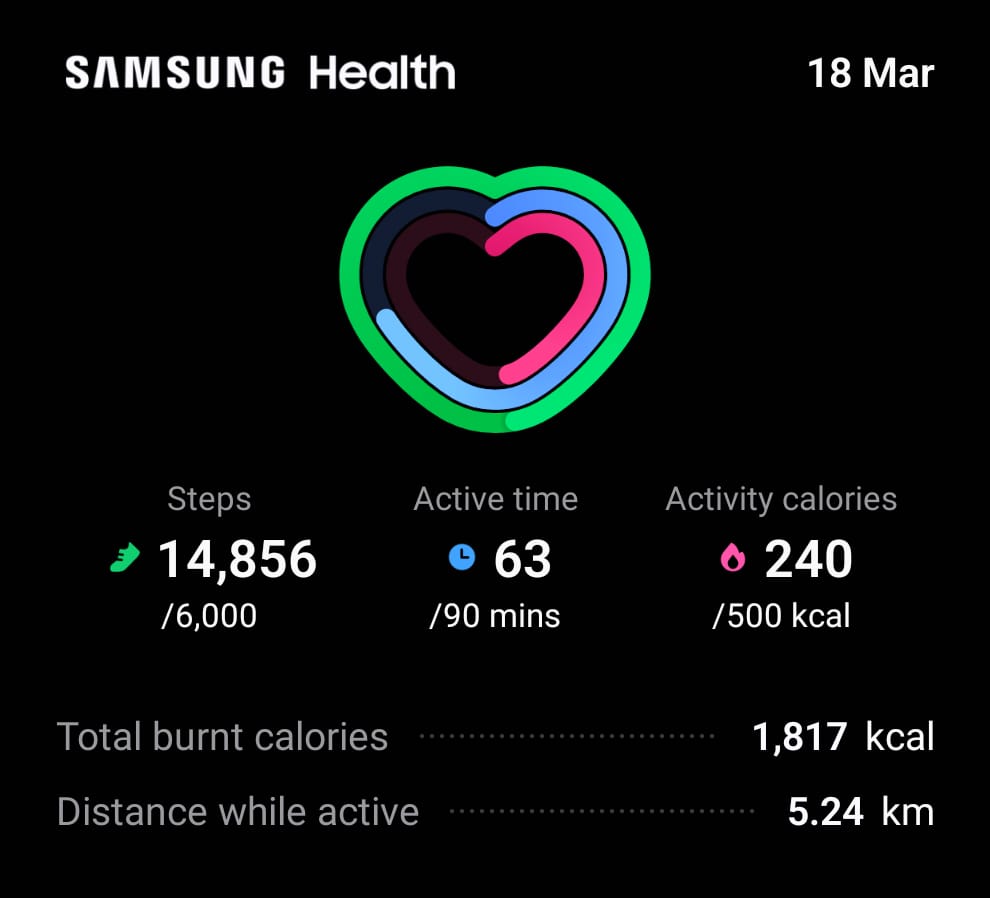 SAMSUNG Health 18 Mar
Steps Active time Activity calories
14,856 63 240
/6,000 /90 mins /500 kcal
Total burnt calories 1,817 kcal
Distance while active 5.24 km